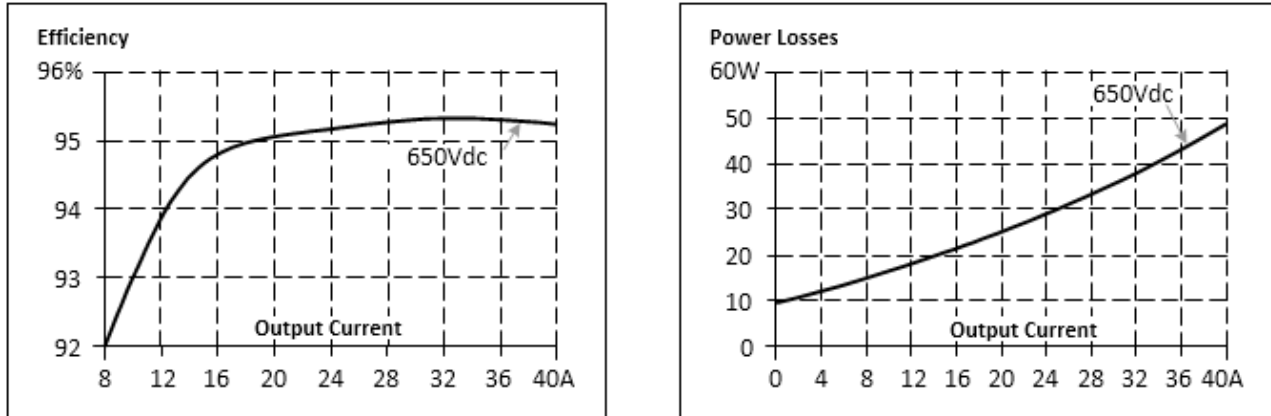 Efficiency
96%
95
650Vdc
94
93
Output Current
92
8 12 16 20 24 28 32 36 40A
Power Losses
60W
650Vdc
50
40
30
20
10
Output Current
0
0 4 8 12 16 20 24 28 32 36 40A